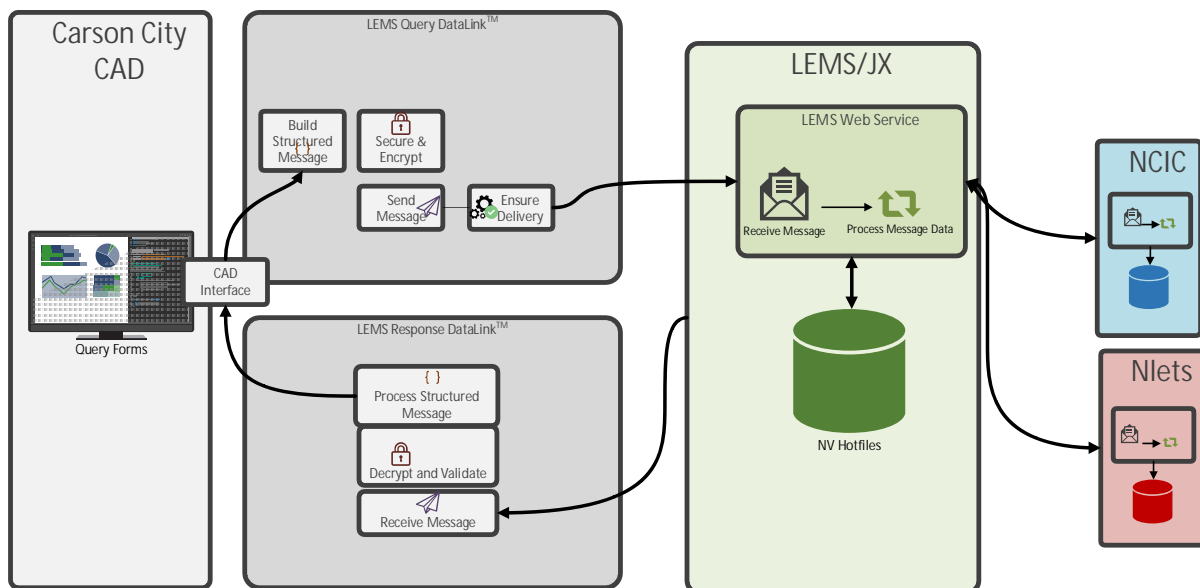 Carson City
CAD
Query Forms
CAD
Interface
LEMS Query DataLink™
Build
Structured
{ }
Message
Secure &
Encrypt
Send
Message
Ensure
Delivery
LEMS Response DataLink™
{ }
Process Structured
Message
Decrypt and Validate
Receive Message
LEMS/JX
LEMS Web Service
Receive Message
Process Message Data
NV Hotfiles
NCIC
Nlets